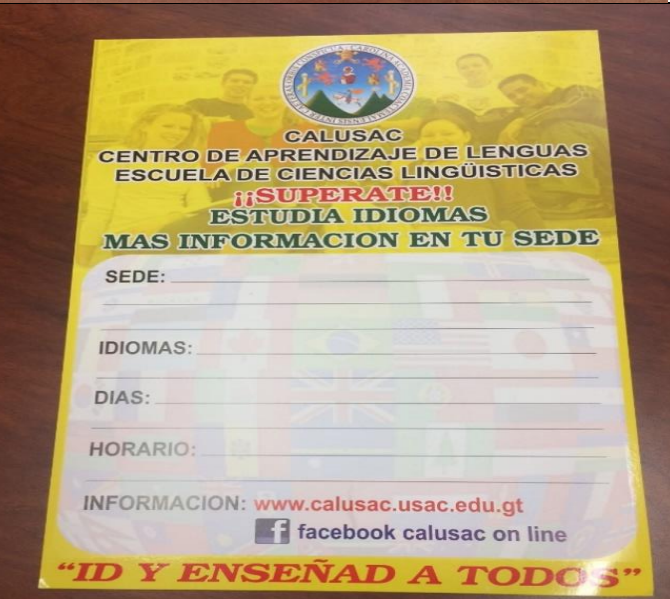 CALUSAC
CENTRO DE APRENDIZAJE DE LENGUAS
ESCUELA DE CIENCIAS LINGÜISTICAS
¡¡SUPERATE!!
ESTUDIA IDIOMAS
MAS INFORMACION EN TU SEDE
SEDE:
IDIOMAS:
DIAS:
HORARIO:
INFORMACION: www.calusac.usac.edu.gt
f facebook calusac on line
“ID Y ENSEÑAD A TODOS”